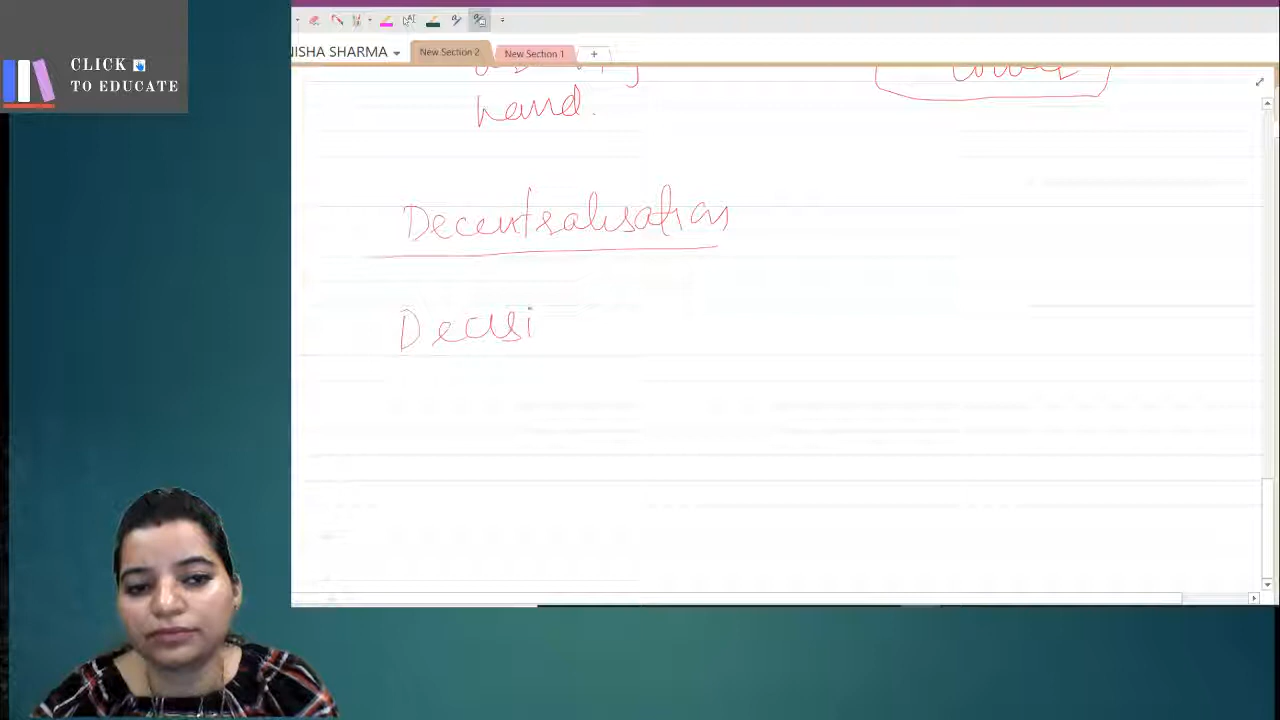 CLICK
TO EDUCATE
NISHA SHARMA
New Section 2
New Section 1
hand.
Decentralisation
Decisi